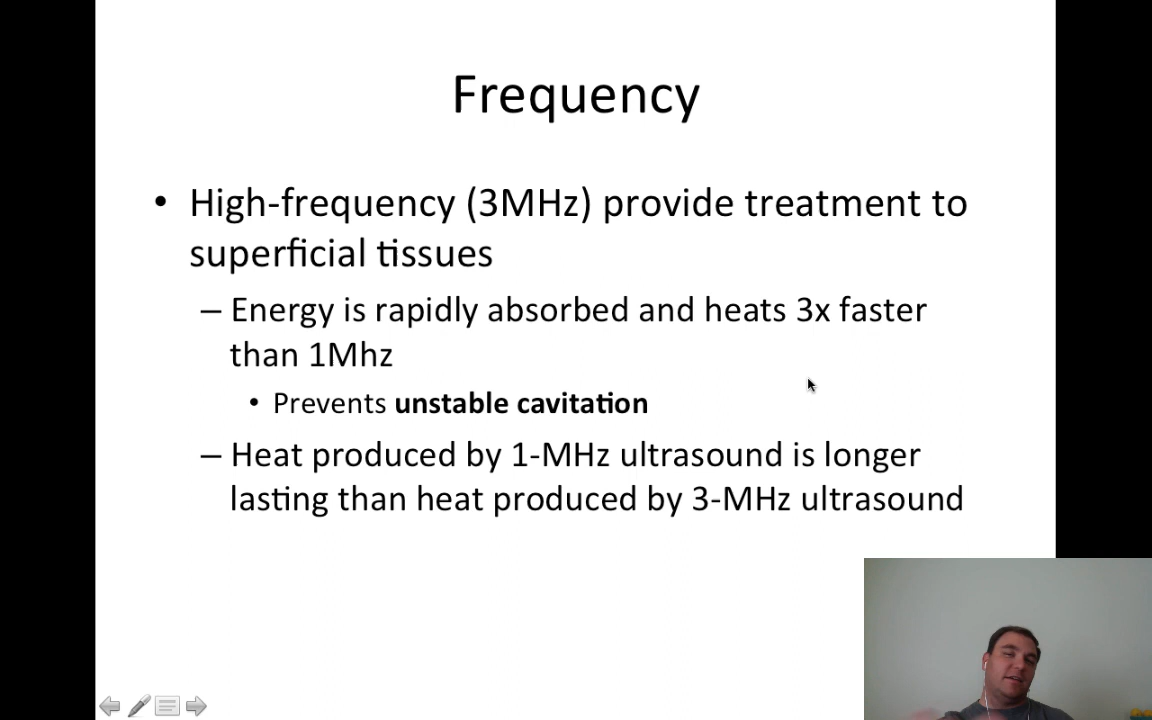 Frequency
• High-frequency (3MHz) provide treatment to
superficial tissues
– Energy is rapidly absorbed and heats 3x faster
than 1Mhz
• Prevents unstable cavitation
– Heat produced by 1-MHz ultrasound is longer
lasting than heat produced by 3-MHz ultrasound